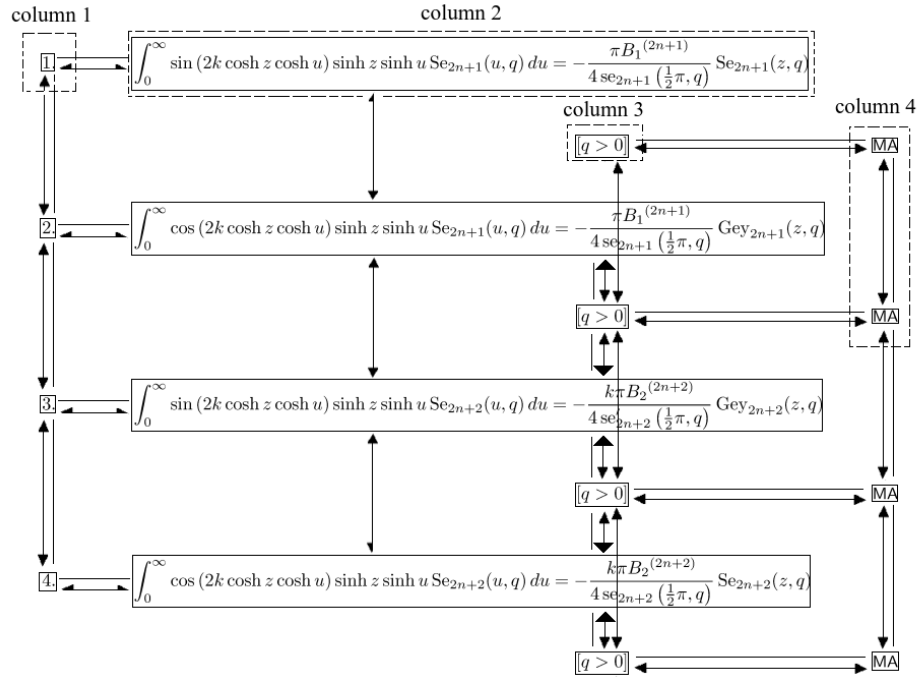 column 1 column 2
1. ∫₀^∞ sin (2k cosh z cosh u) sinh z sinh u Se₂ₙ₊₁(u, q) du = −(πB₁⁽²ⁿ⁺¹⁾)/(4 se₂ₙ₊₁ (½π, q)) Se₂ₙ₊₁(z, q)
column 3 column 4
[q > 0] MA
2. ∫₀^∞ cos (2k cosh z cosh u) sinh z sinh u Se₂ₙ₊₁(u, q) du = −(πB₁⁽²ⁿ⁺¹⁾)/(4 se₂ₙ₊₁ (½π, q)) Gey₂ₙ₊₁(z, q)
[q > 0] MA
3. ∫₀^∞ sin (2k cosh z cosh u) sinh z sinh u Se₂ₙ₊₂(u, q) du = −(kπB₂⁽²ⁿ⁺²⁾)/(4 se′₂ₙ₊₂ (½π, q)) Gey₂ₙ₊₂(z, q)
[q > 0] MA
4. ∫₀^∞ cos (2k cosh z cosh u) sinh z sinh u Se₂ₙ₊₂(u, q) du = −(kπB₂⁽²ⁿ⁺²⁾)/(4 se₂ₙ₊₂ (½π, q)) Se₂ₙ₊₂(z, q)
[q > 0] MA